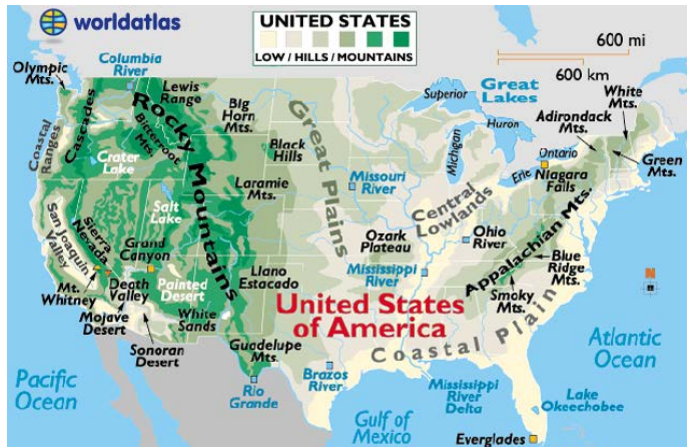 worldatlas
UNITED STATES
LOW / HILLS / MOUNTAINS
600 mi
600 km
Columbia
River
Olympic
Mts.
Lewis
Range
Cascades
Coastal
Ranges
Rocky Mountains
Bitterroot
Mts.
Big
Horn
Mts.
Great Plains
Superior
Great
Lakes
White
Mts.
Adirondack
Mts.
Huron
Michigan
Ontario
Erie
Niagara
Falls
Green
Mts.
Crater
Lake
Black
Hills
Missouri
River
Laramie
Mts.
Salt
Lake
Central
Lowlands
San Joaquin
Valley
Sierra
Nevada
Grand
Canyon
Ozark
Plateau
Ohio
River
Appalachian Mts.
Mt.
Whitney
Death
Valley
Painted
Desert
Llano
Estacado
Mississippi
River
Blue
Ridge
Mts.
Smoky
Mts.
N
Mojave
Desert
White
Sands
United States
of America
Coastal Plain
Sonoran
Desert
Guadelupe
Mts.
Atlantic
Ocean
Pacific
Ocean
Rio
Grande
Brazos
River
Mississippi
River
Delta
Lake
Okeechobee
Gulf of
Mexico
Everglades